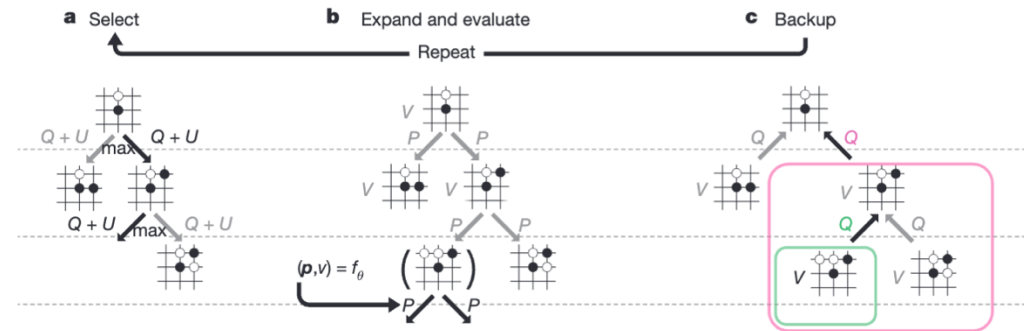 a Select
b Expand and evaluate
c Backup
Repeat
Q + U
max
Q + U
Q + U
max
Q + U
V
P
P
V
V
P
P
(p,v) = fθ
( )
P
P
Q
Q
V
V
Q
Q
V
V